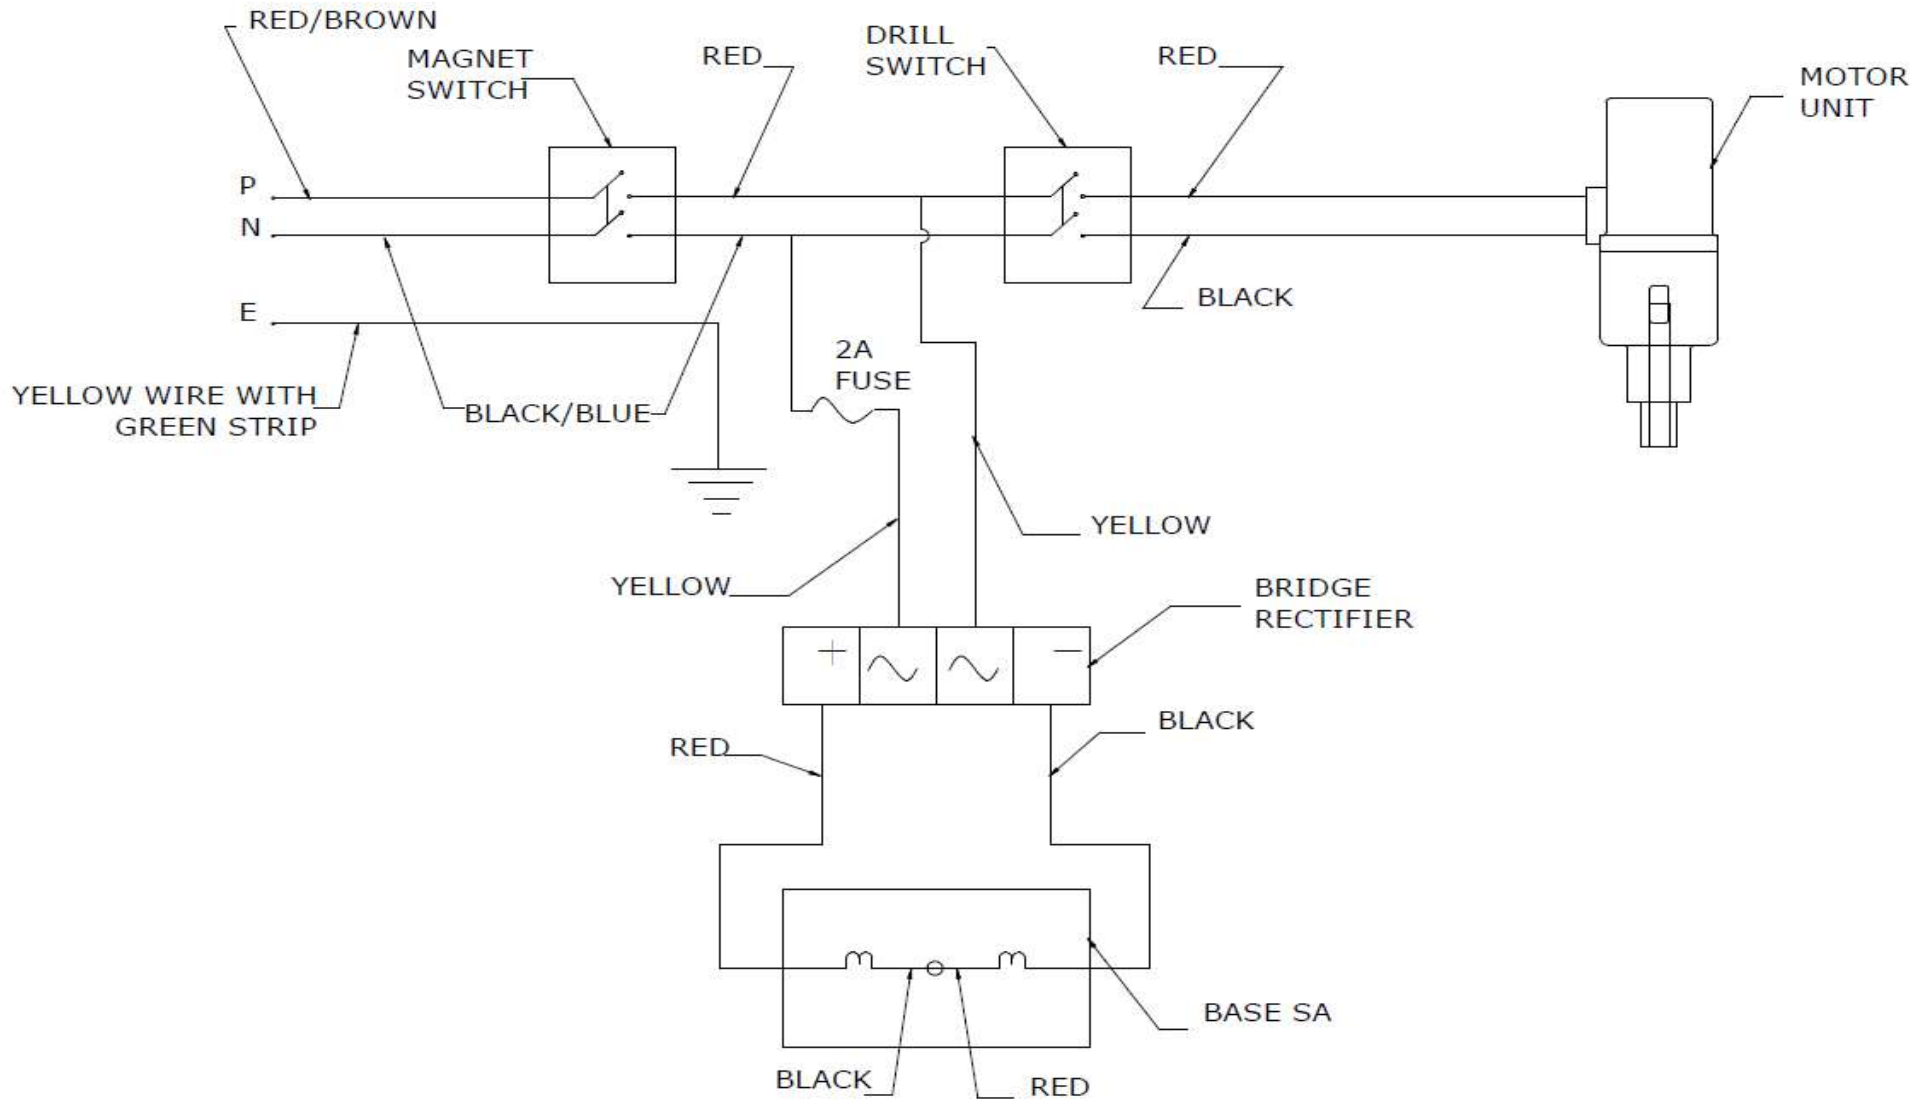 RED/BROWN
MAGNET
SWITCH
RED
DRILL
SWITCH
RED
MOTOR
UNIT
P
N
E
BLACK
2A
FUSE
YELLOW WIRE WITH
GREEN STRIP
BLACK/BLUE
YELLOW
YELLOW
BRIDGE
RECTIFIER
+
−
RED
BLACK
BASE SA
BLACK
RED